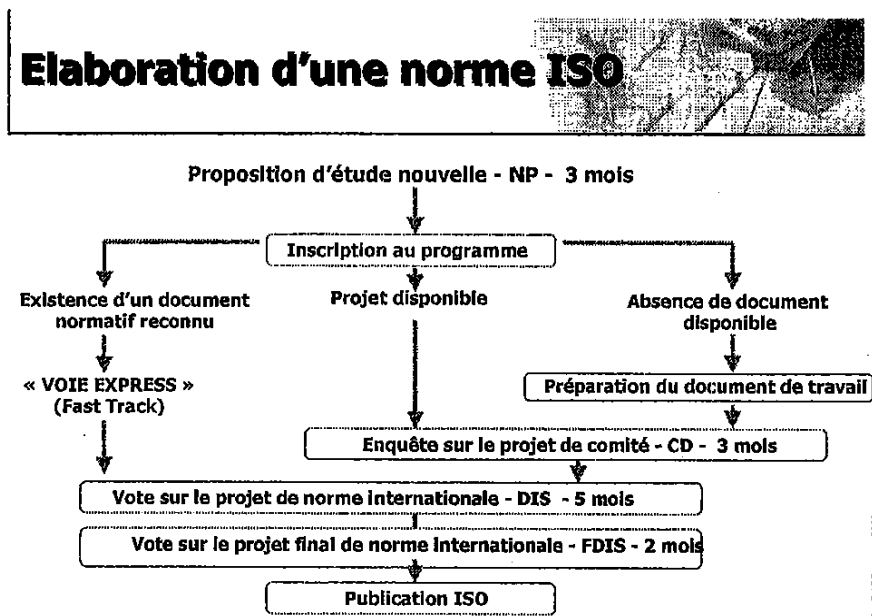 Elaboration d'une norme ISO
Proposition d'étude nouvelle - NP - 3 mois
Inscription au programme
Existence d'un document
normatif reconnu
Projet disponible
Absence de document
disponible
« VOIE EXPRESS »
(Fast Track)
Préparation du document de travail
Enquête sur le projet de comité - CD - 3 mois
Vote sur le projet de norme internationale - DIS - 5 mois
Vote sur le projet final de norme internationale - FDIS - 2 mois
Publication ISO